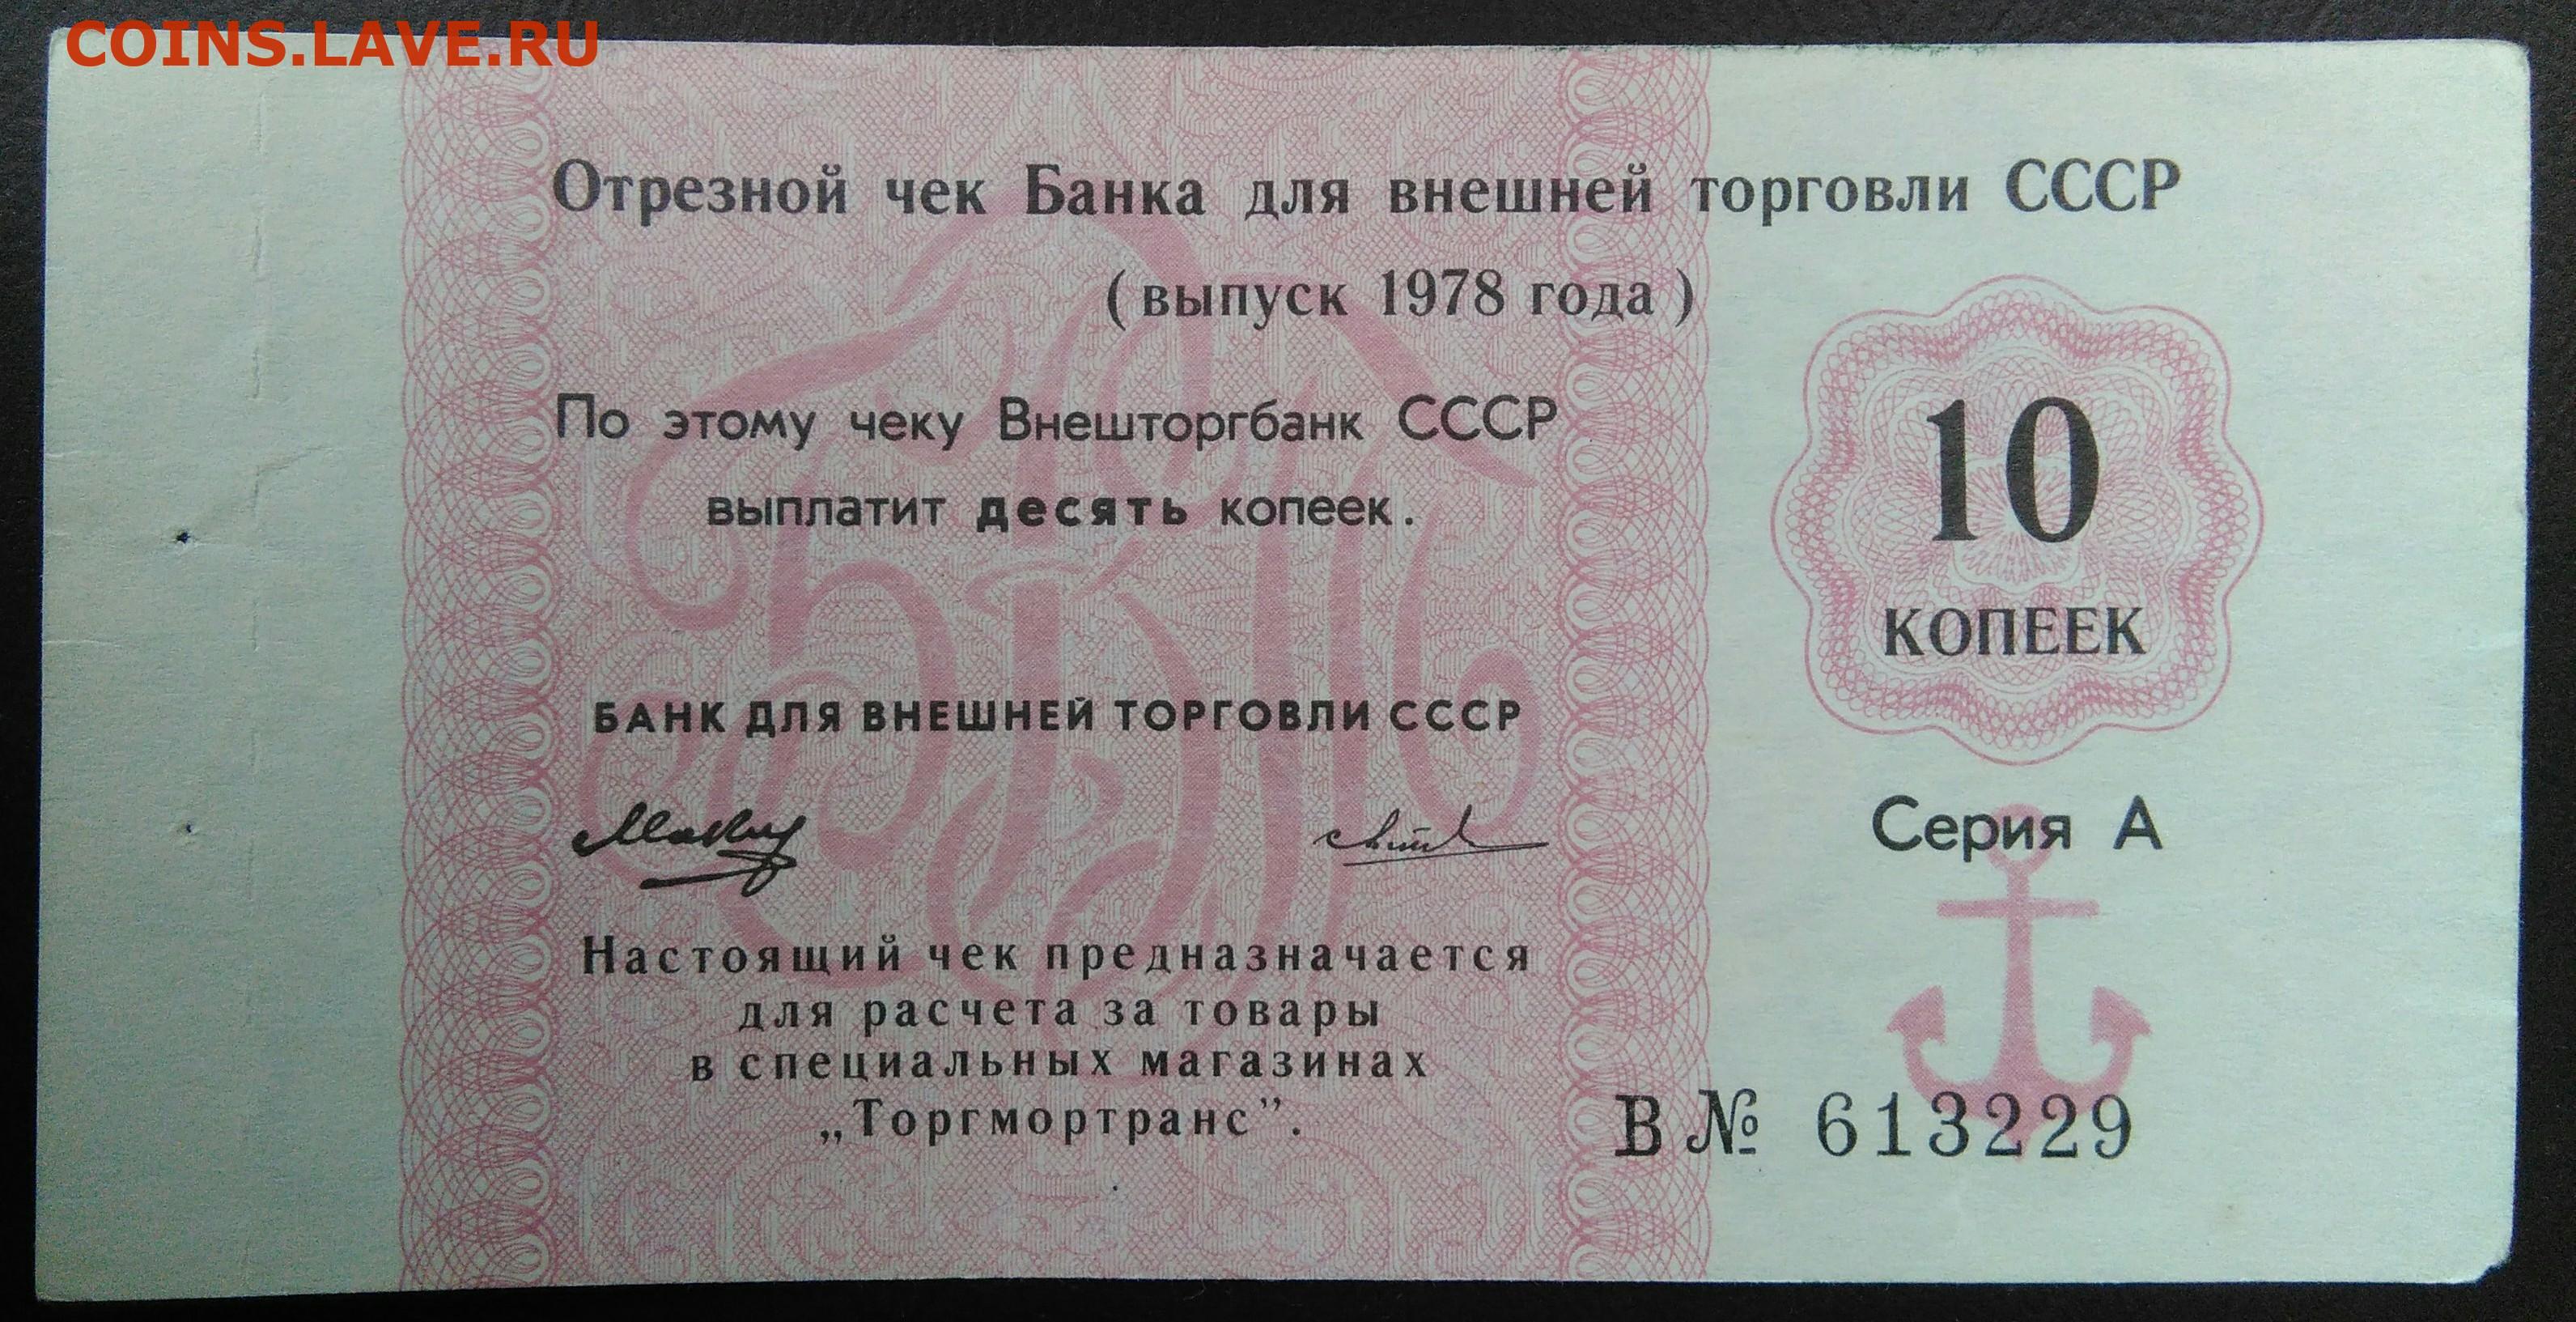 COINS.LAVE.RU
Отрезной чек Банка для внешней торговли СССР
( выпуск 1978 года )
По этому чеку Внешторгбанк СССР
выплатит десять копеек.
10
КОПЕЕК
БАНК ДЛЯ ВНЕШНЕЙ ТОРГОВЛИ СССР
Серия А
Настоящий чек предназначается
для расчета за товары
в специальных магазинах
„Торгмортранс”.
В № 613229